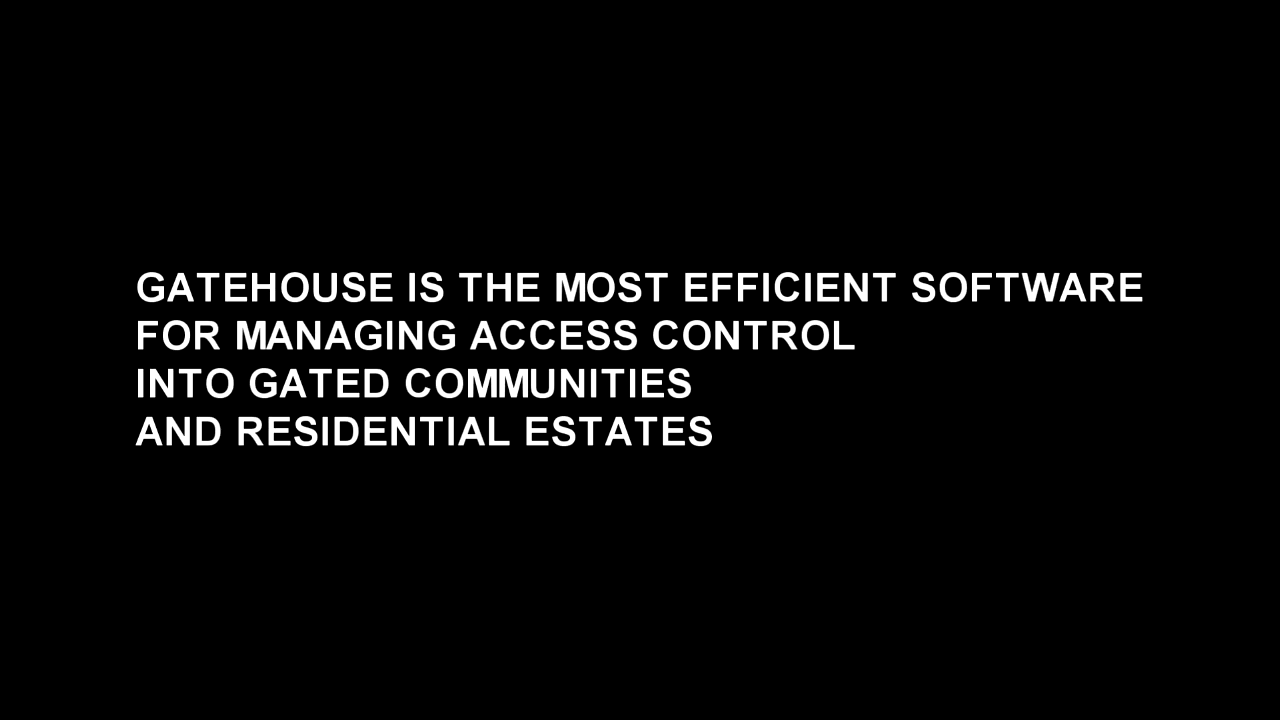 GATEHOUSE IS THE MOST EFFICIENT SOFTWARE
FOR MANAGING ACCESS CONTROL
INTO GATED COMMUNITIES
AND RESIDENTIAL ESTATES